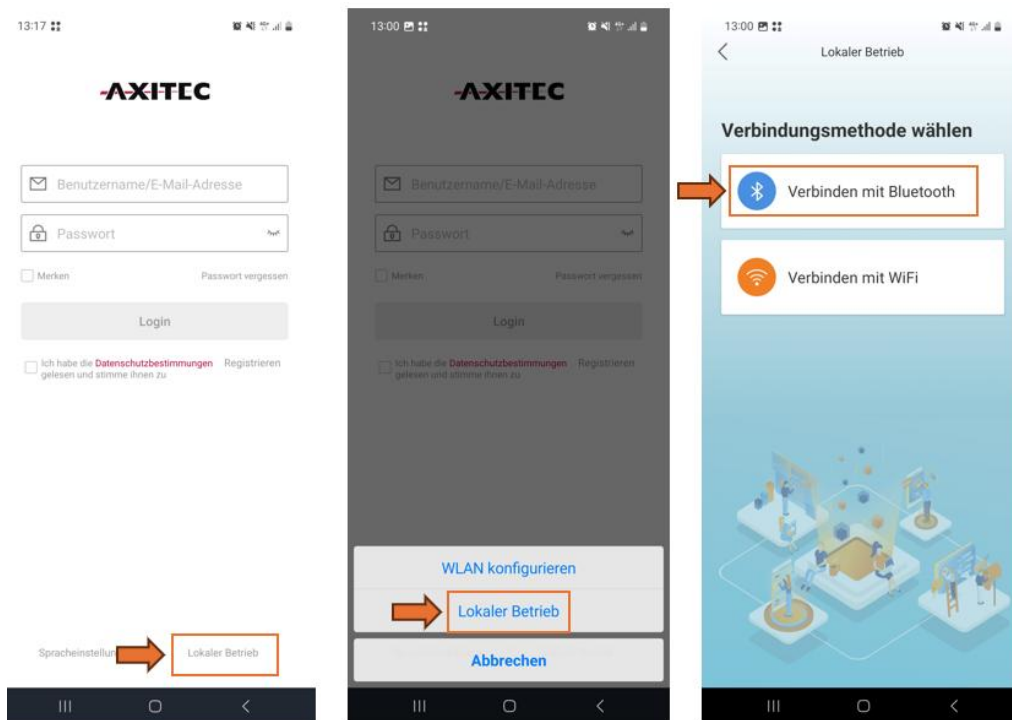 13:17
AXITEC
Benutzername/E-Mail-Adresse
Passwort
Merken
Passwort vergessen
Login
Ich habe die Datenschutzbestimmungen
gelesen und stimme ihnen zu
Registrieren
Lokaler Betrieb
13:00
AXITEC
Benutzername/E-Mail-Adresse
Passwort
Merken
Passwort vergessen
Login
Ich habe die Datenschutzbestimmungen
gelesen und stimme ihnen zu
Registrieren
WLAN konfigurieren
Lokaler Betrieb
Abbrechen
13:00
Lokaler Betrieb
Verbindungsmethode wählen
Verbinden mit Bluetooth
Verbinden mit WiFi